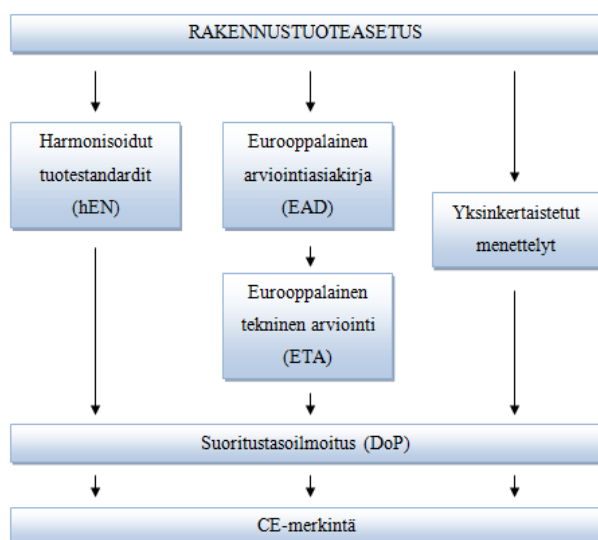 RAKENNUSTUOTEASETUS
Harmonisoidut
tuotestandardit
(hEN)
Eurooppalainen
arviointiasiakirja
(EAD)
Yksinkertaistetut
menettelyt
Eurooppalainen
tekninen arviointi
(ETA)
Suoritustasoilmoitus (DoP)
CE-merkintä